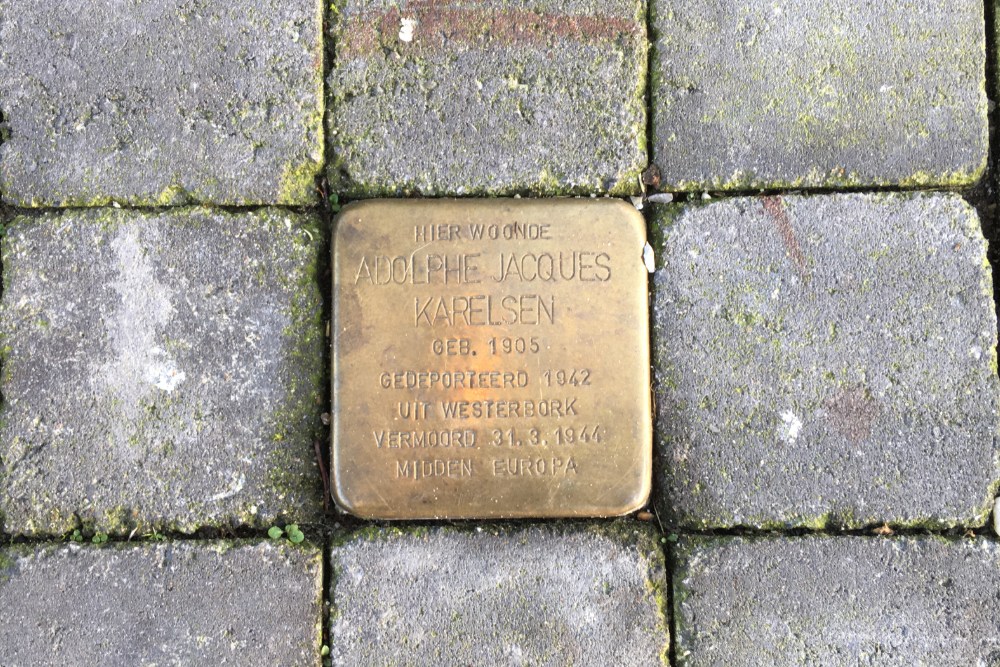 HIER WOONDE
ADOLPHE JACQUES
KARELSEN
GEB. 1905
GEDEPORTEERD 1942
UIT WESTERBORK
VERMOORD 31.3.1944
MIDDEN EUROPA